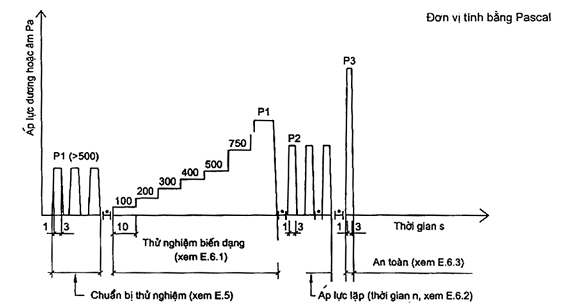 Đơn vị tính bằng Pascal
Áp lực dương hoặc âm Pa
P3
P1
P2
P1 (>500)
750
500
400
300
200
100
1 3
10
1 3
1 3
Thời gian s
Thử nghiệm biến dạng
(xem E.6.1)
An toàn (xem E.6.3)
Chuẩn bị thử nghiệm (xem E.5)
Áp lực lặp (thời gian n, xem E.6.2)